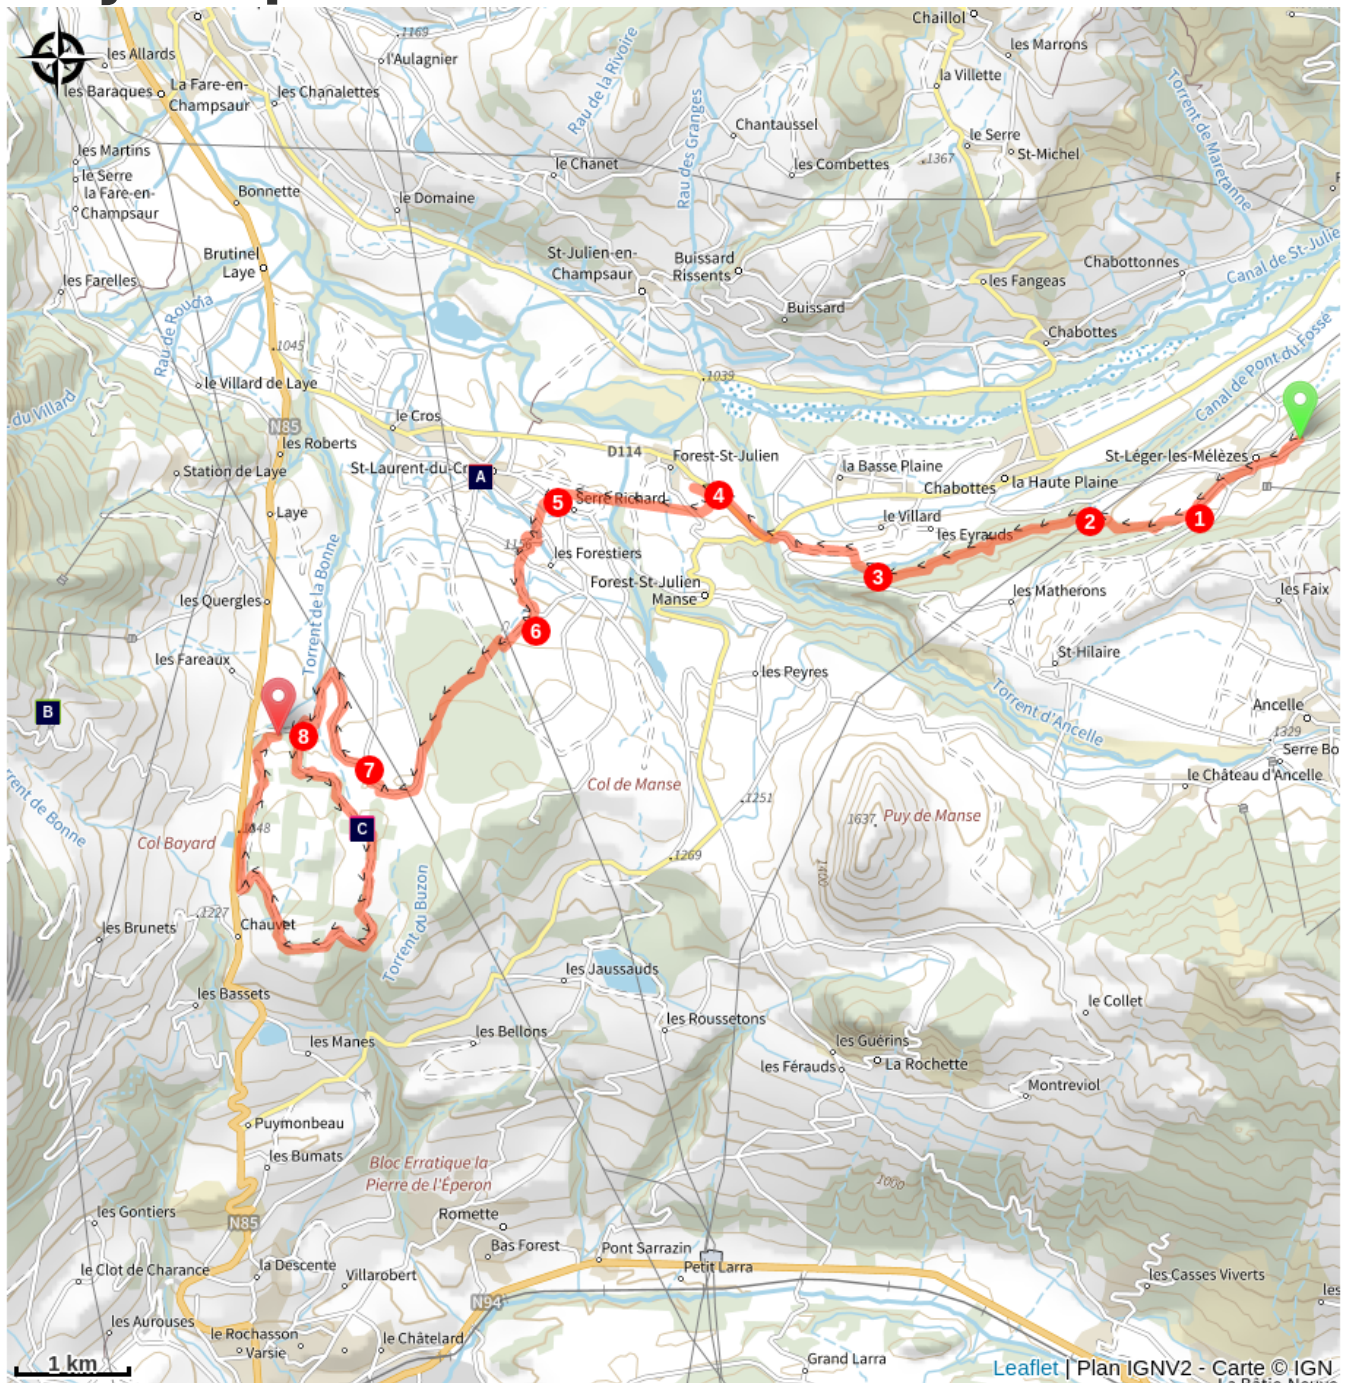 Chaillol
.1169
les Marrons
les Allards
l'Aulagnier
la Villette
les Baraques
La Fare-en-
Champsaur
les Chanalettes
Rau de la Rivoire
Rau des Granges
Torrent de Maretanne
Chantaussel
le Serre
St-Michel
les Martins
le Chanet
les Combettes
.1367
le Serre
la Fare-en-
Champsaur
Bonnette
le Domaine
Brutinel
Laye
St-Julien-en-
Champsaur
Buissard
Rissents
Chabottonnes
Canal de St-Julie
les Farelles
les Fangeas
Rau de Roucia
Buissard
Chabottes
Canal de Pont du Fosse
.1045
le Villard de Laye
.1039
du Villard
le Cros
N85
les Roberts
D114
Forest-St-Julien
St-Léger-les-Mélèzes
Station de Laye
St-Laurent-du-Cr
A
la Basse Plaine
Chabottes
la Haute Plaine
5
Serre Richard
4
Laye
le Villard
2
1
les Eyrauds
1156
les Forestiers
3
Torrent de la Bonne
Forest-St-Julien
Manse
les Matherons
les Faix
les Quergles
6
les Fareaux
St-Hilaire
les Peyres
B
Torrent d'Ancelle
Ancelle
.1329
8
Serre Bo
7
Col de Manse
le Château d'Ancelle
rrent de Bonne
.1251
C
1637.
Puy de Manse
Col Bayard
.1269
1400
.1227
Chauvet
les Brunets
Torrent du Buzon
les Jaussauds
les Bassets
le Collet
les Roussetons
les Manes
les Bellons
les Guérins
les Férauds
La Rochette
Montreviol
Puymonbeau
les Bumats
Bloc Erratique la
Pierre de l'Éperon
1000
les Gontiers
N85
Romette
Bas Forest
Pont Sarrazin
le Clot de Charance
la Descente
Villarobert
Petit Larra
les Casses Viverts
les
N94
les Aurouses
le Rochasson
Varsie
le Châtelard
Grand Larra
1 km
Leaflet | Plan IGNV2 - Carte © IGN